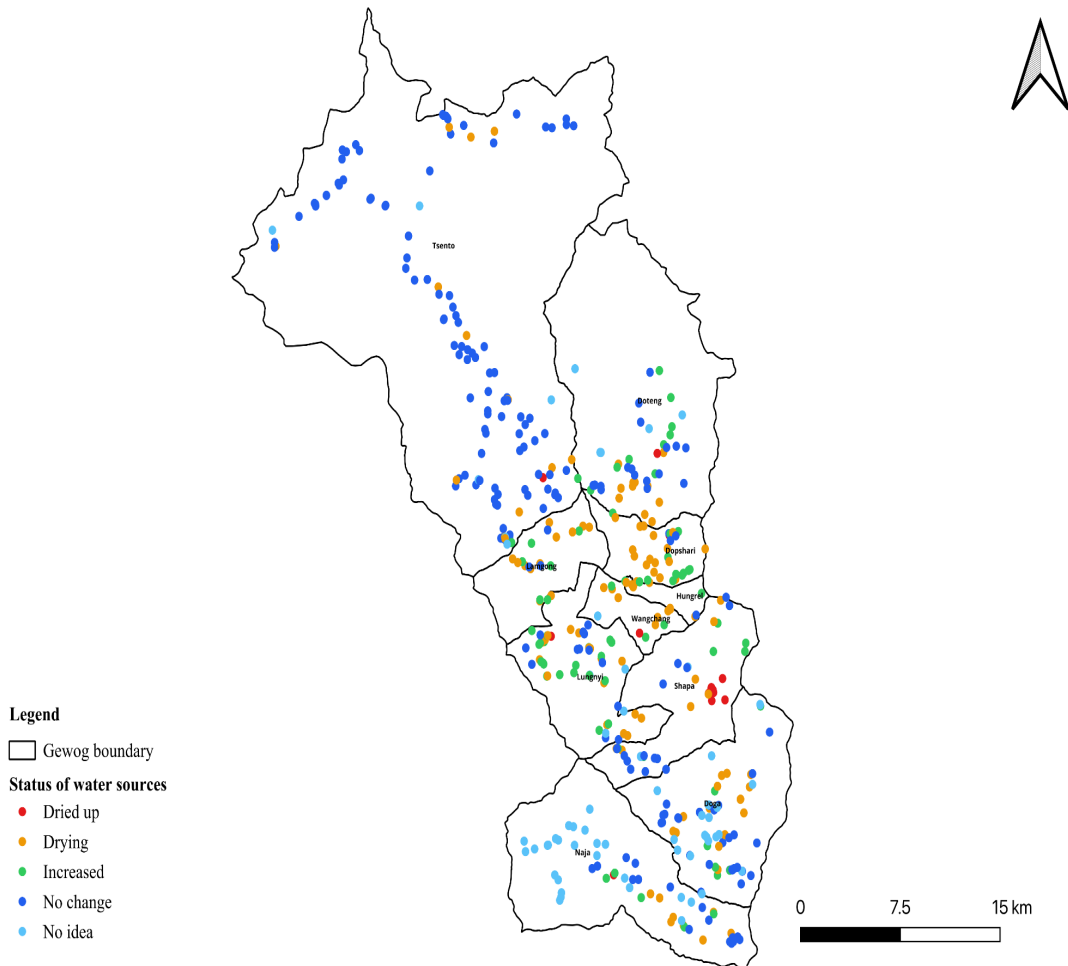 Tsento
Doteng
Dopshari
Lamgong
Hungrel
Wangchang
Lungnyi
Shapa
Doga
Naja
Legend
Gewog boundary
Status of water sources
Dried up
Drying
Increased
No change
No idea
0 7.5 15 km